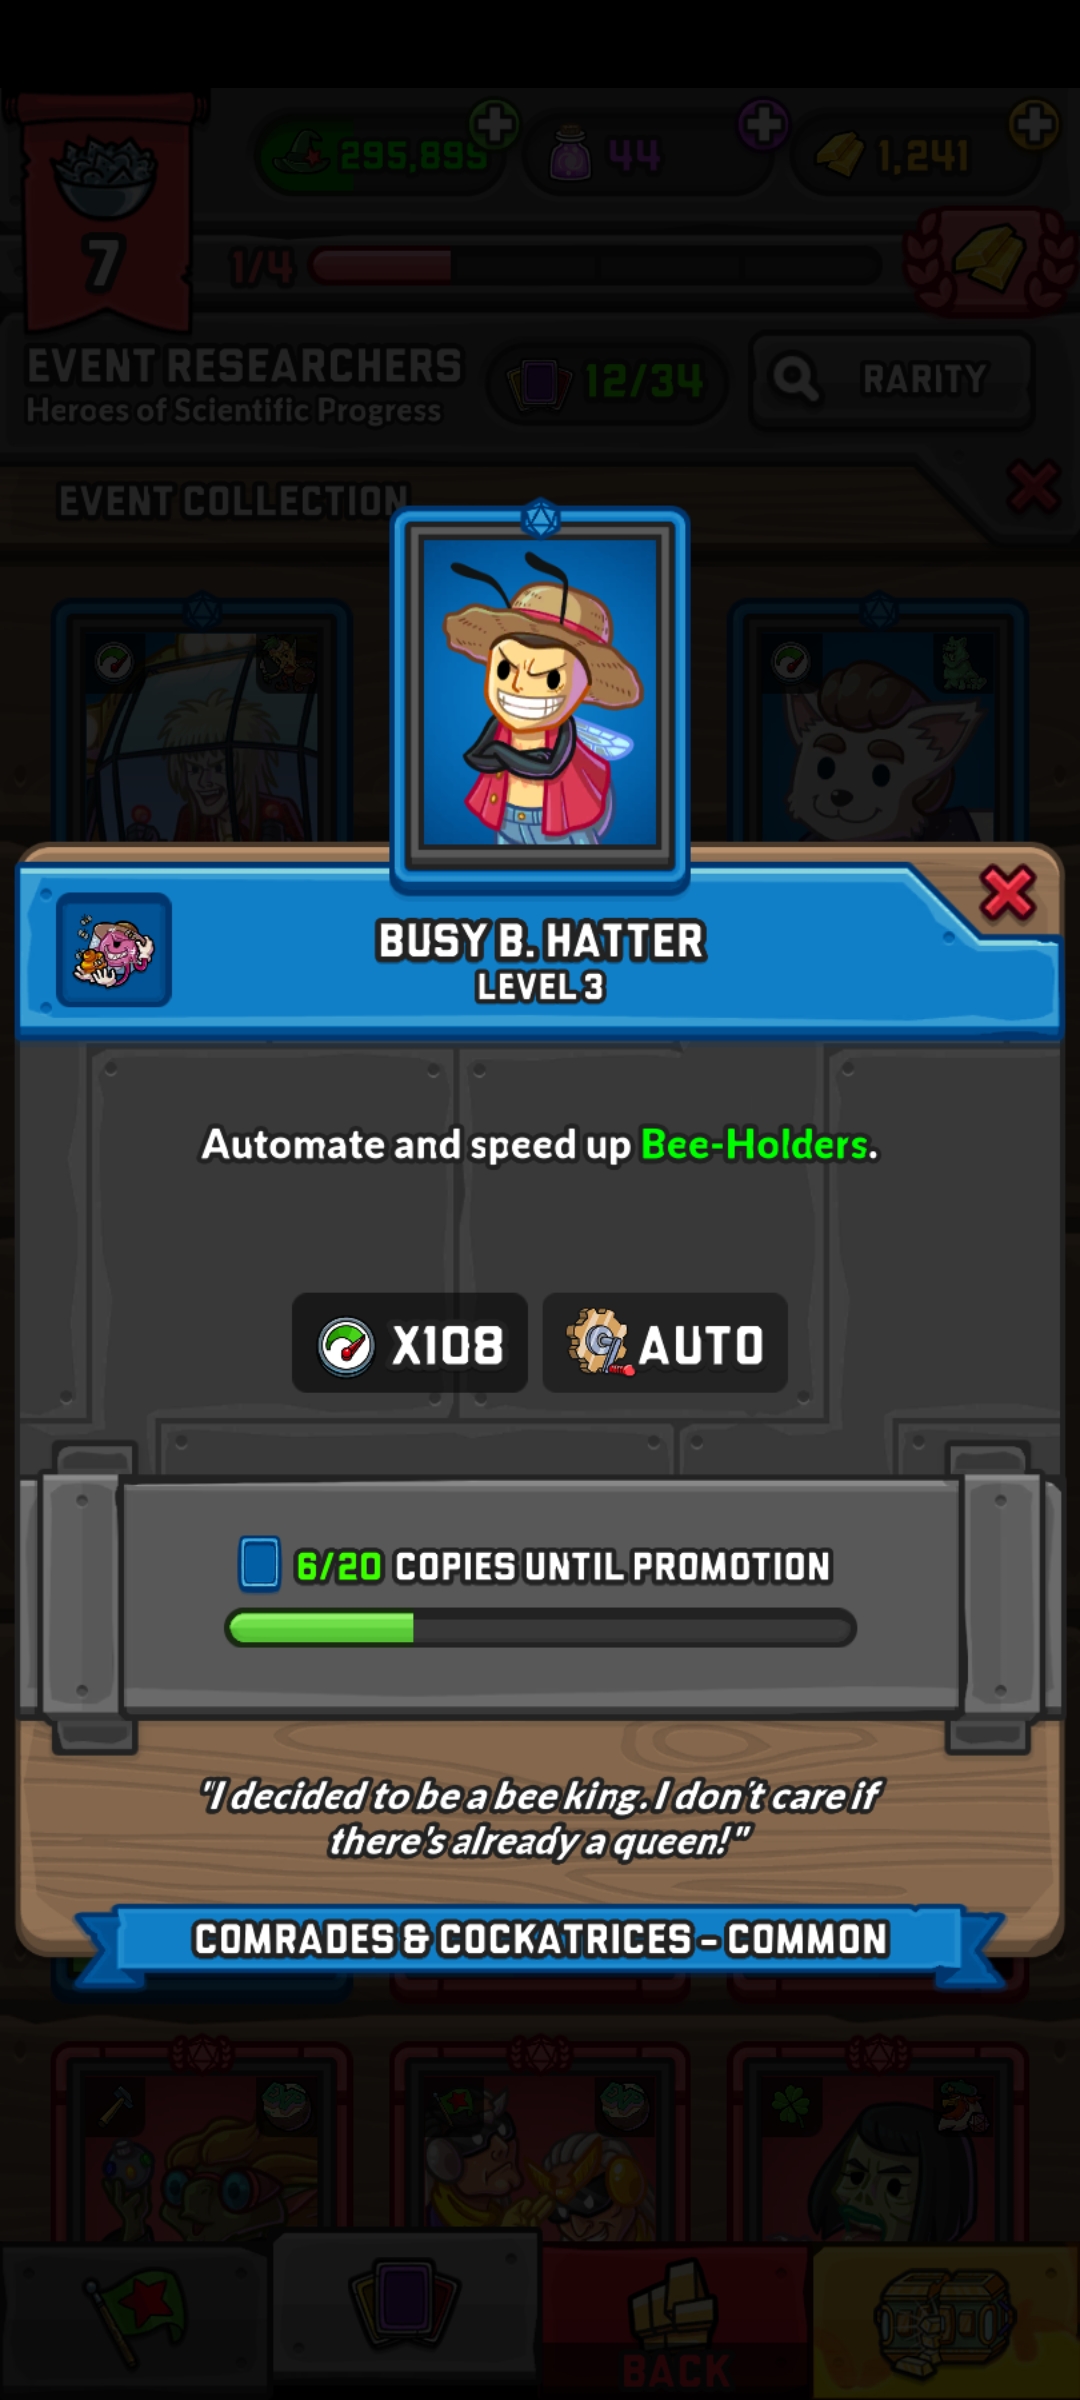 7
295,895
44
1,241
1/4
EVENT RESEARCHERS
Heroes of Scientific Progress
12/34
RARITY
EVENT COLLECTION
BUSY B. HATTER
LEVEL 3
Automate and speed up Bee-Holders.
X108
AUTO
6/20 COPIES UNTIL PROMOTION
"I decided to be a bee king. I don't care if
there's already a queen!"
COMRADES & COCKATRICES - COMMON
BACK